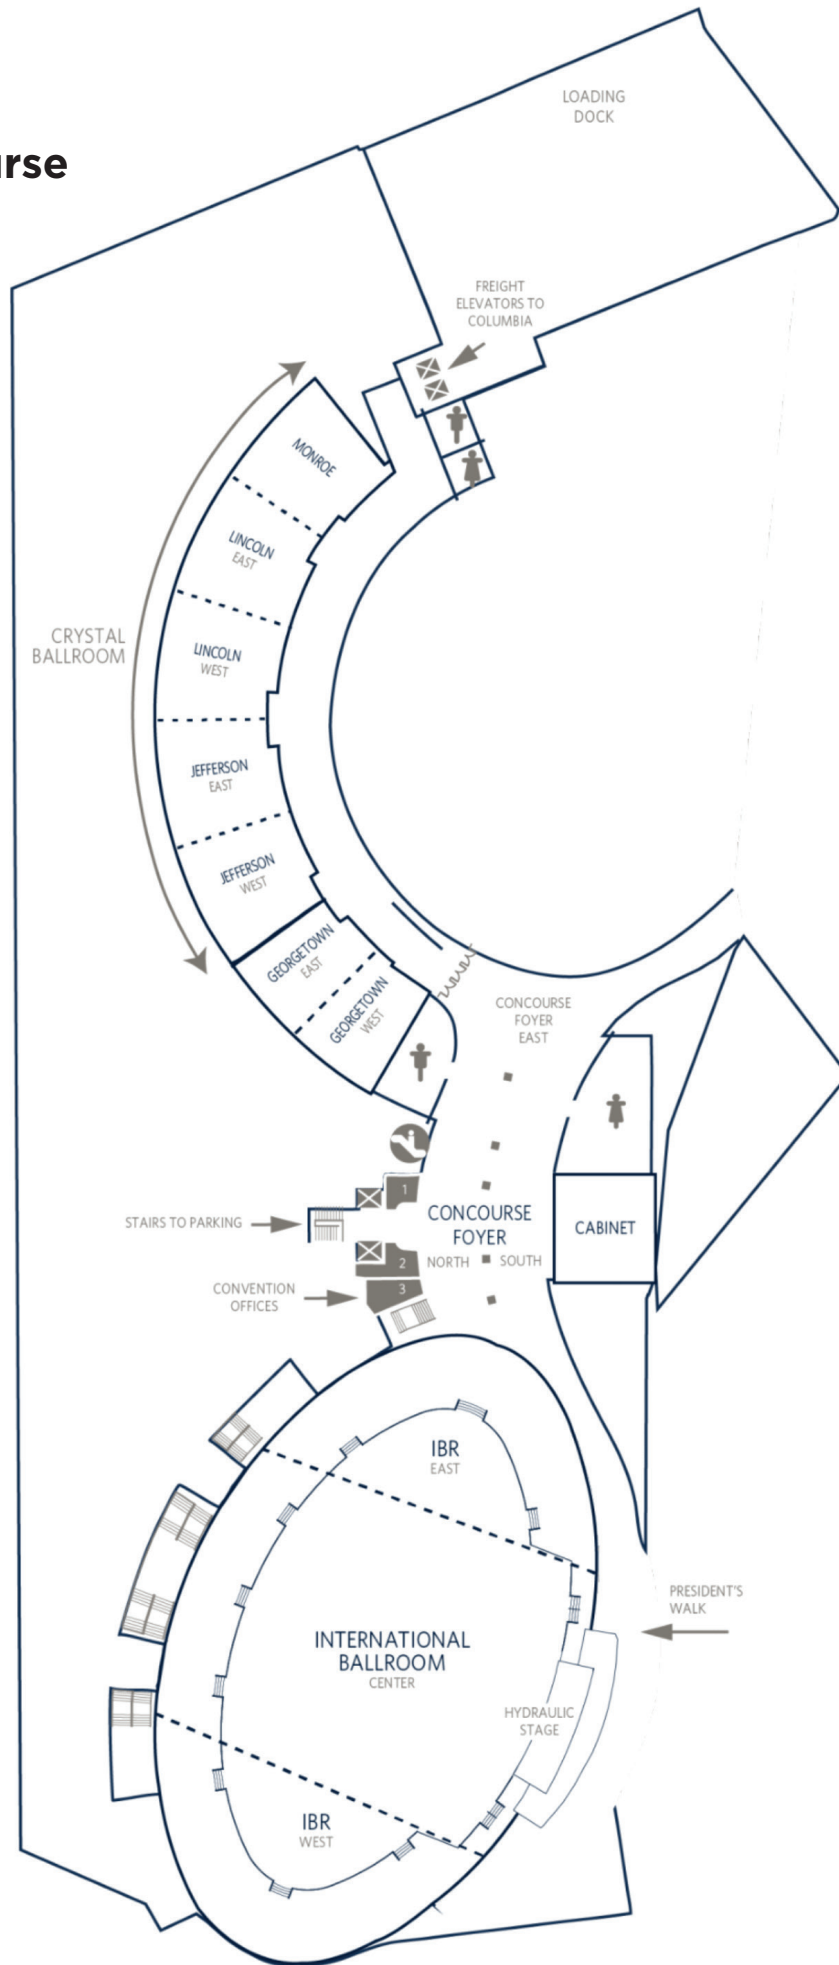 urse
LOADING
DOCK
FREIGHT
ELEVATORS TO
COLUMBIA
MONROE
LINCOLN
EAST
CRYSTAL
BALLROOM
LINCOLN
WEST
JEFFERSON
EAST
JEFFERSON
WEST
GEORGETOWN
EAST
GEORGETOWN
WEST
CONCOURSE
FOYER
EAST
1
STAIRS TO PARKING
CONCOURSE
FOYER
CABINET
2
NORTH
SOUTH
CONVENTION
OFFICES
3
IBR
EAST
PRESIDENT'S
WALK
INTERNATIONAL
BALLROOM
CENTER
HYDRAULIC
STAGE
IBR
WEST